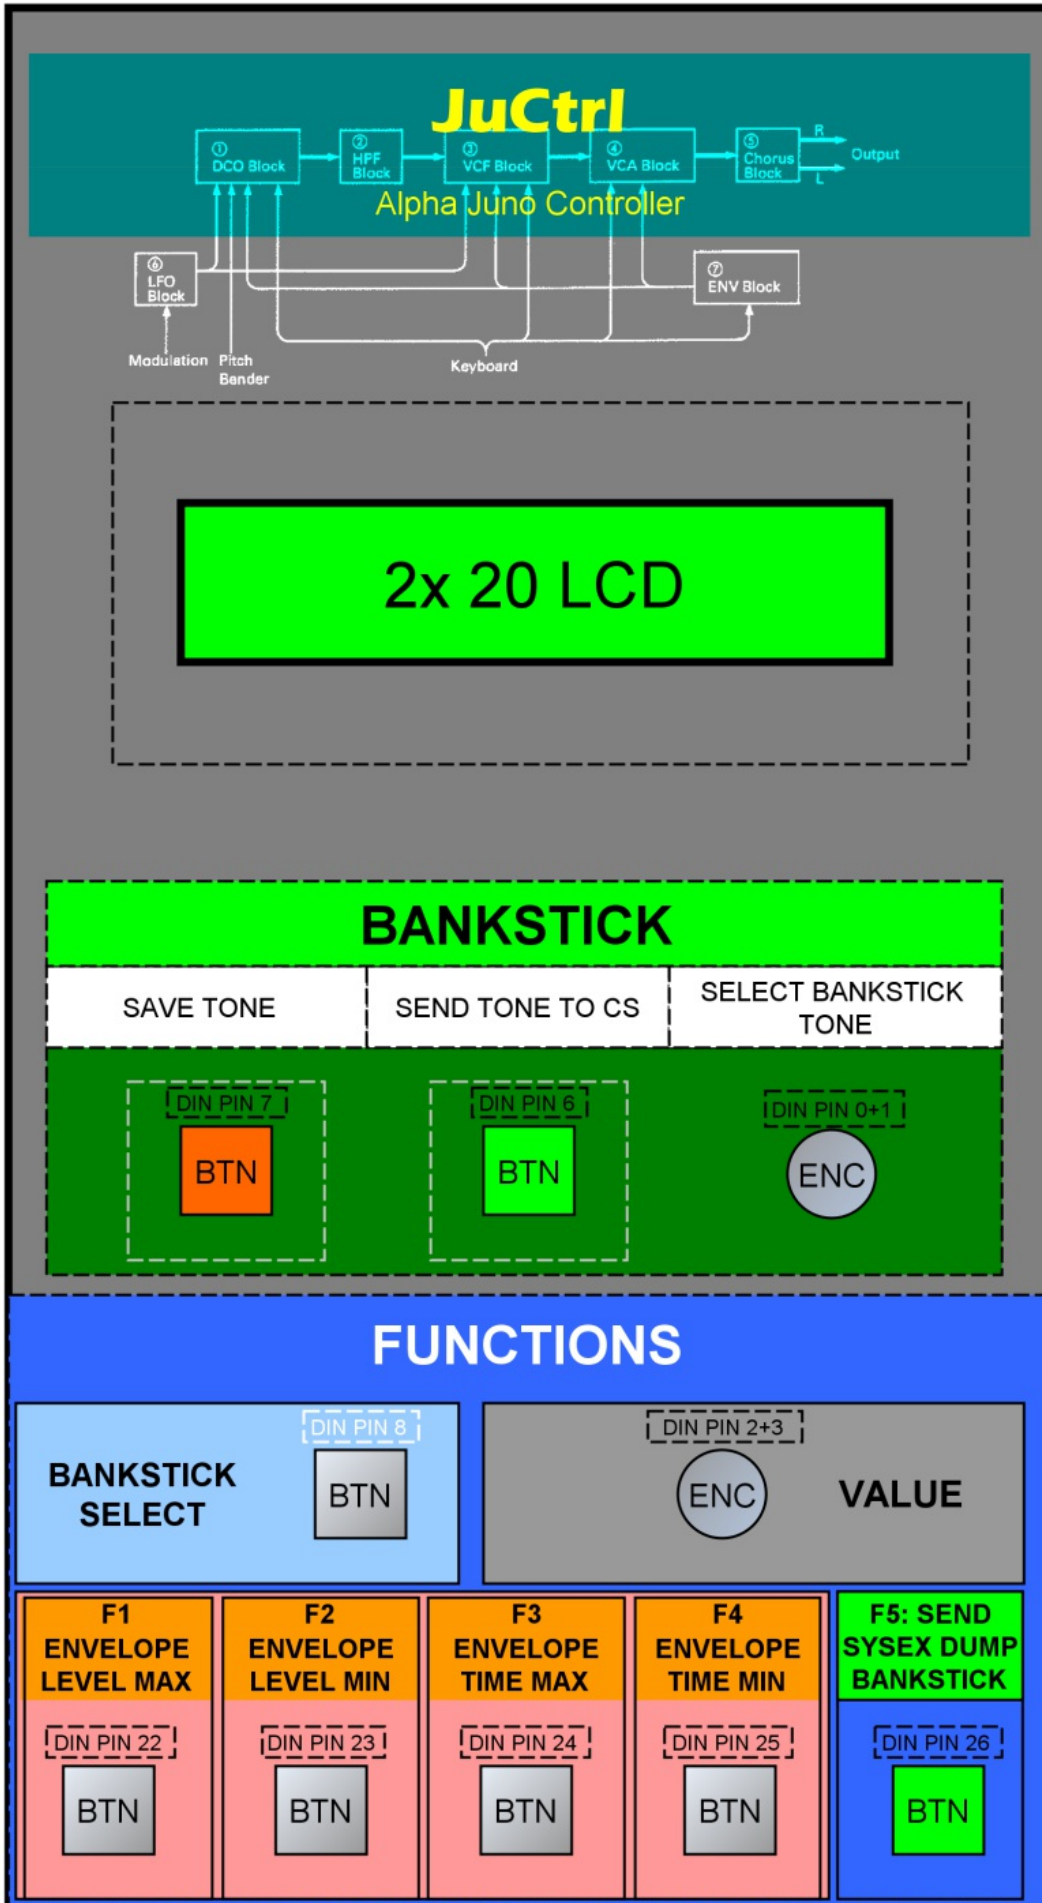 JuCtrl
① DCO Block
② HPF Block
③ VCF Block
④ VCA Block
⑤ Chorus Block
R
L
Output
Alpha Juno Controller
⑥ LFO Block
⑦ ENV Block
Modulation
Pitch Bender
Keyboard
2x 20 LCD
BANKSTICK
SAVE TONE
SEND TONE TO CS
SELECT BANKSTICK
TONE
DIN PIN 7
BTN
DIN PIN 6
BTN
DIN PIN 0+1
ENC
FUNCTIONS
BANKSTICK
SELECT
DIN PIN 8
BTN
DIN PIN 2+3
ENC
VALUE
F1
ENVELOPE
LEVEL MAX
F2
ENVELOPE
LEVEL MIN
F3
ENVELOPE
TIME MAX
F4
ENVELOPE
TIME MIN
F5: SEND
SYSEX DUMP
BANKSTICK
DIN PIN 22
BTN
DIN PIN 23
BTN
DIN PIN 24
BTN
DIN PIN 25
BTN
DIN PIN 26
BTN